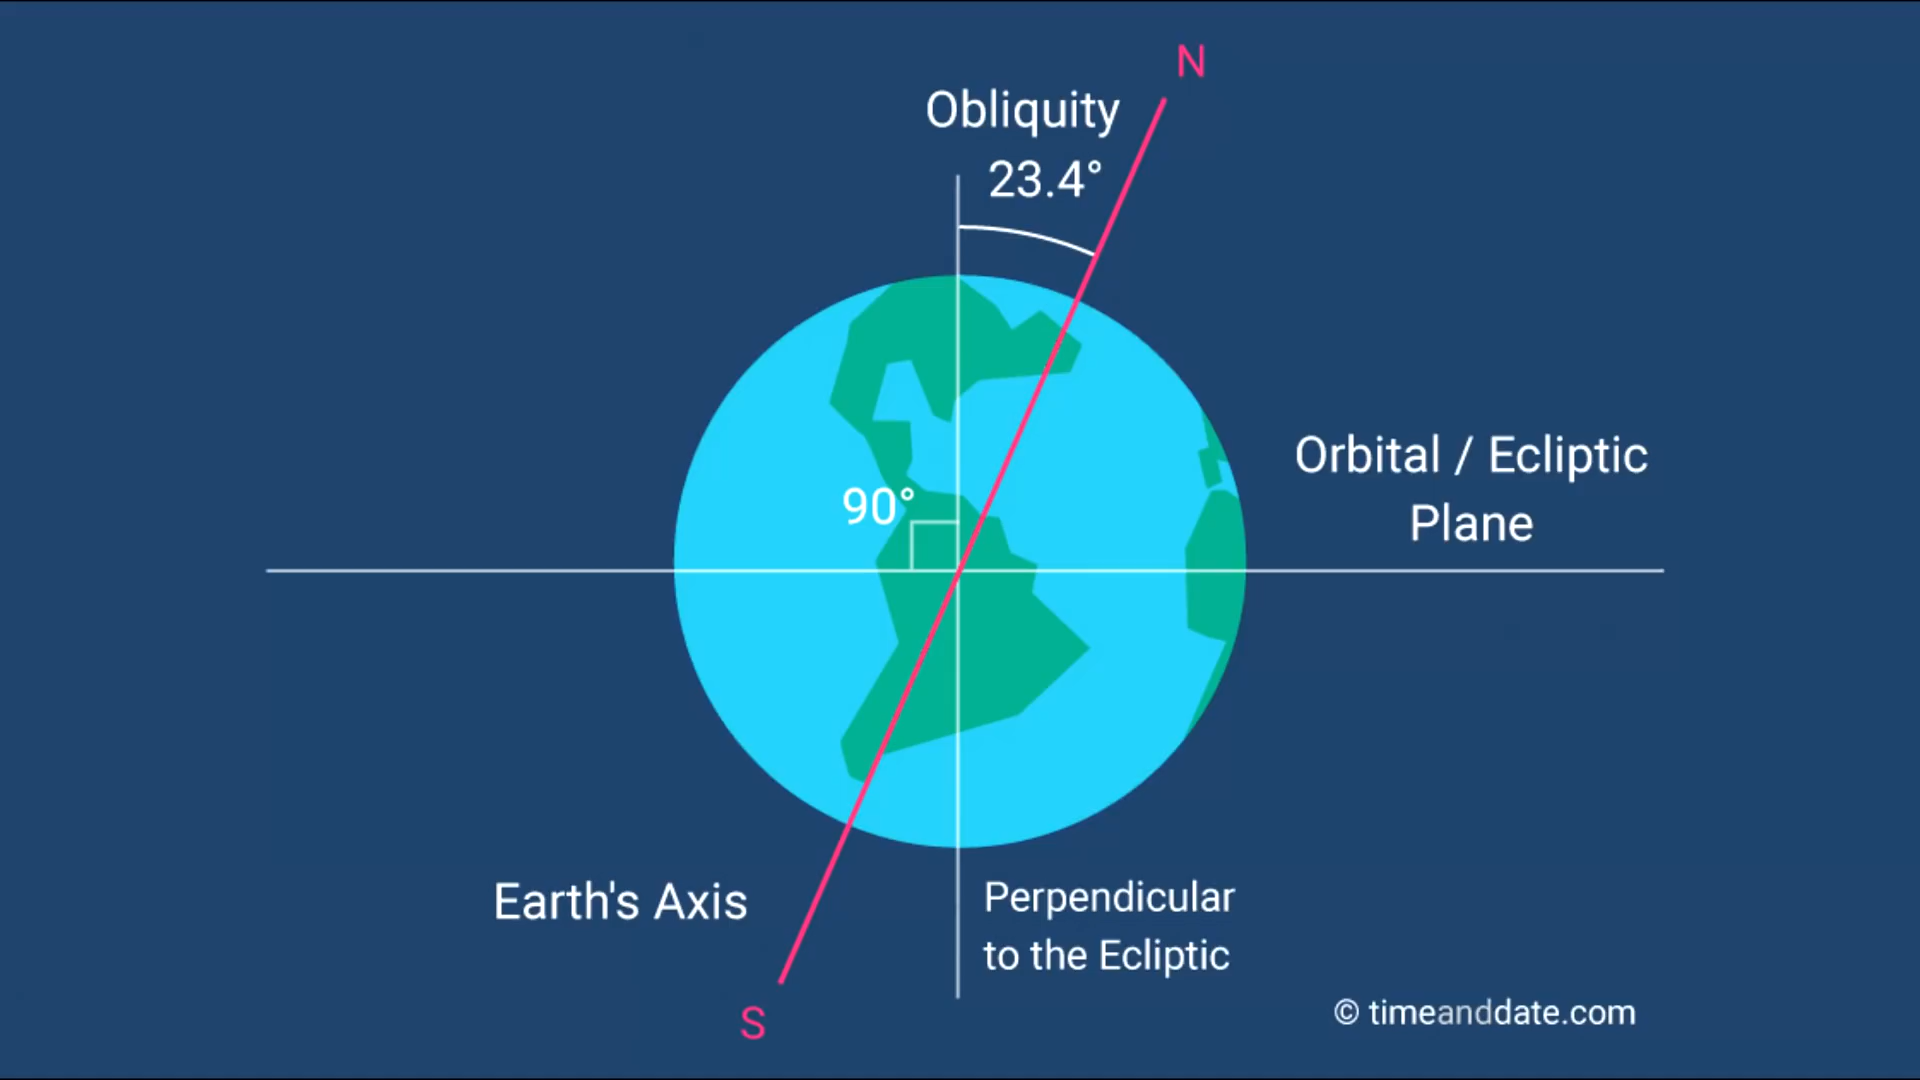 N
Obliquity
23.4°
Orbital / Ecliptic
Plane
90°
Earth's Axis
Perpendicular
to the Ecliptic
S
© timeanddate.com